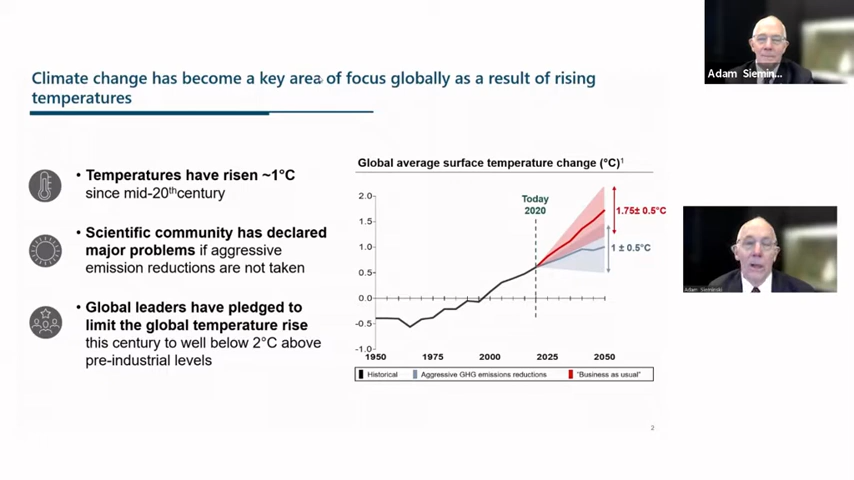 Climate change has become a key area of focus globally as a result of rising
temperatures
• Temperatures have risen ~1°C
since mid-20thcentury
• Scientific community has declared
major problems if aggressive
emission reductions are not taken
• Global leaders have pledged to
limit the global temperature rise
this century to well below 2°C above
pre-industrial levels
Global average surface temperature change (°C)1
Today
2020
2.0
1.5
1.0
0.5
0.0
-0.5
-1.0
1.75± 0.5°C
1 ± 0.5°C
1950 1975 2000 2025 2050
Historical Aggressive GHG emissions reductions "Business as usual"
2
Adam Siemin...
Adam Sieminski